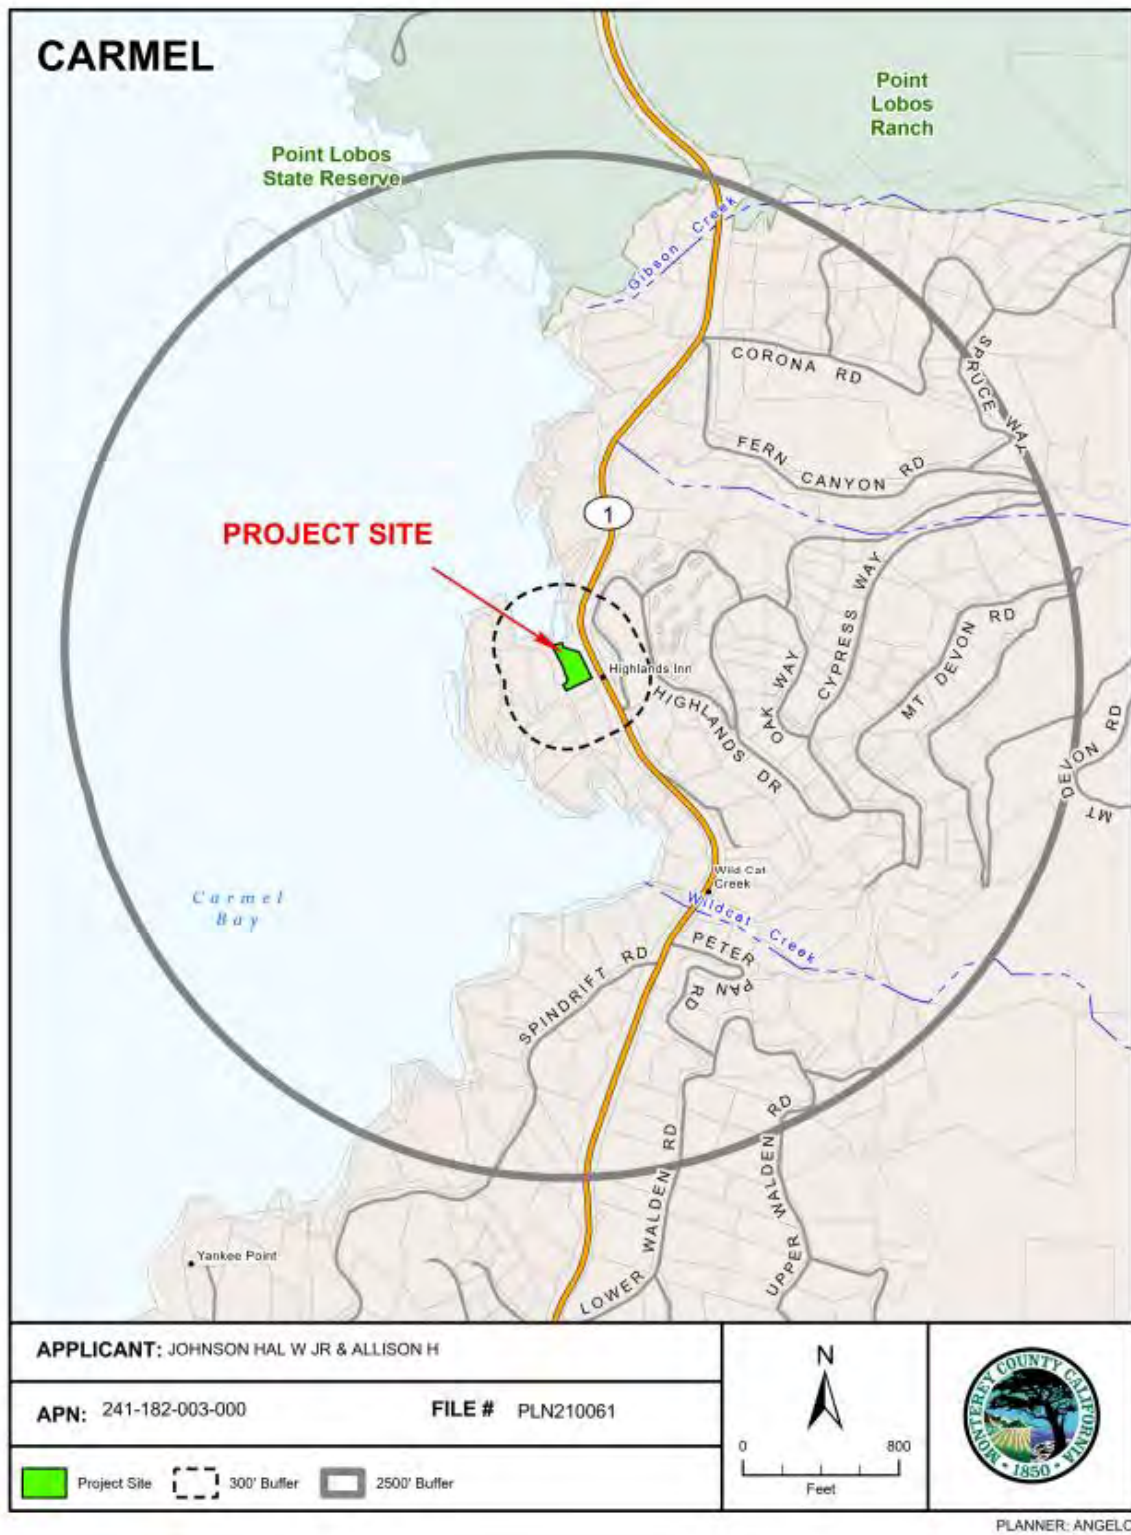 CARMEL
Point
Lobos
Ranch
Point Lobos
State Reserve
Gibson Creek
CORONA RD
SPRUCE WAY
FERN CANYON RD
1
PROJECT SITE
CYPRESS WAY
MT DEVON RD
OAK WAY
Highlands Inn
HIGHLANDS DR
MT DEVON RD
Wild Cat
Creek
Carmel
Bay
Wildcat Creek
PETER PAN RD
SPINDRIFT RD
LOWER WALDEN RD
UPPER WALDEN RD
Yankee Point
APPLICANT: JOHNSON HAL W JR & ALLISON H
APN: 241-182-003-000 FILE # PLN210061
Project Site 300' Buffer 2500' Buffer
N
0 800
Feet
MONTEREY COUNTY CALIFORNIA
1850
PLANNER: ANGELO